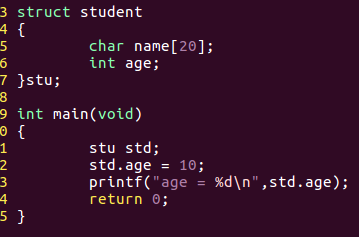 3 struct student
4 {
5 char name[20];
6 int age;
7 }stu;
8
9 int main(void)
0 {
1 stu std;
2 std.age = 10;
3 printf("age = %d\n",std.age);
4 return 0;
5 }